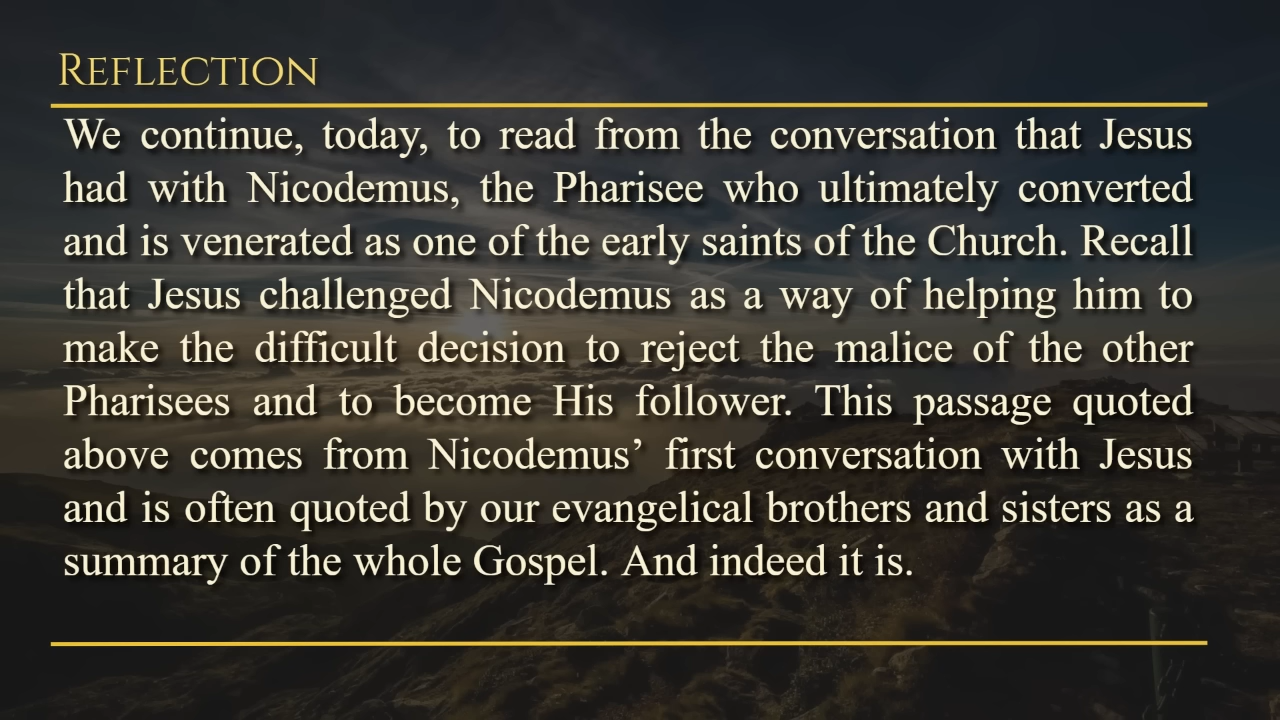 Reflection
We continue, today, to read from the conversation that Jesus
had with Nicodemus, the Pharisee who ultimately converted
and is venerated as one of the early saints of the Church. Recall
that Jesus challenged Nicodemus as a way of helping him to
make the difficult decision to reject the malice of the other
Pharisees and to become His follower. This passage quoted
above comes from Nicodemus’ first conversation with Jesus
and is often quoted by our evangelical brothers and sisters as a
summary of the whole Gospel. And indeed it is.